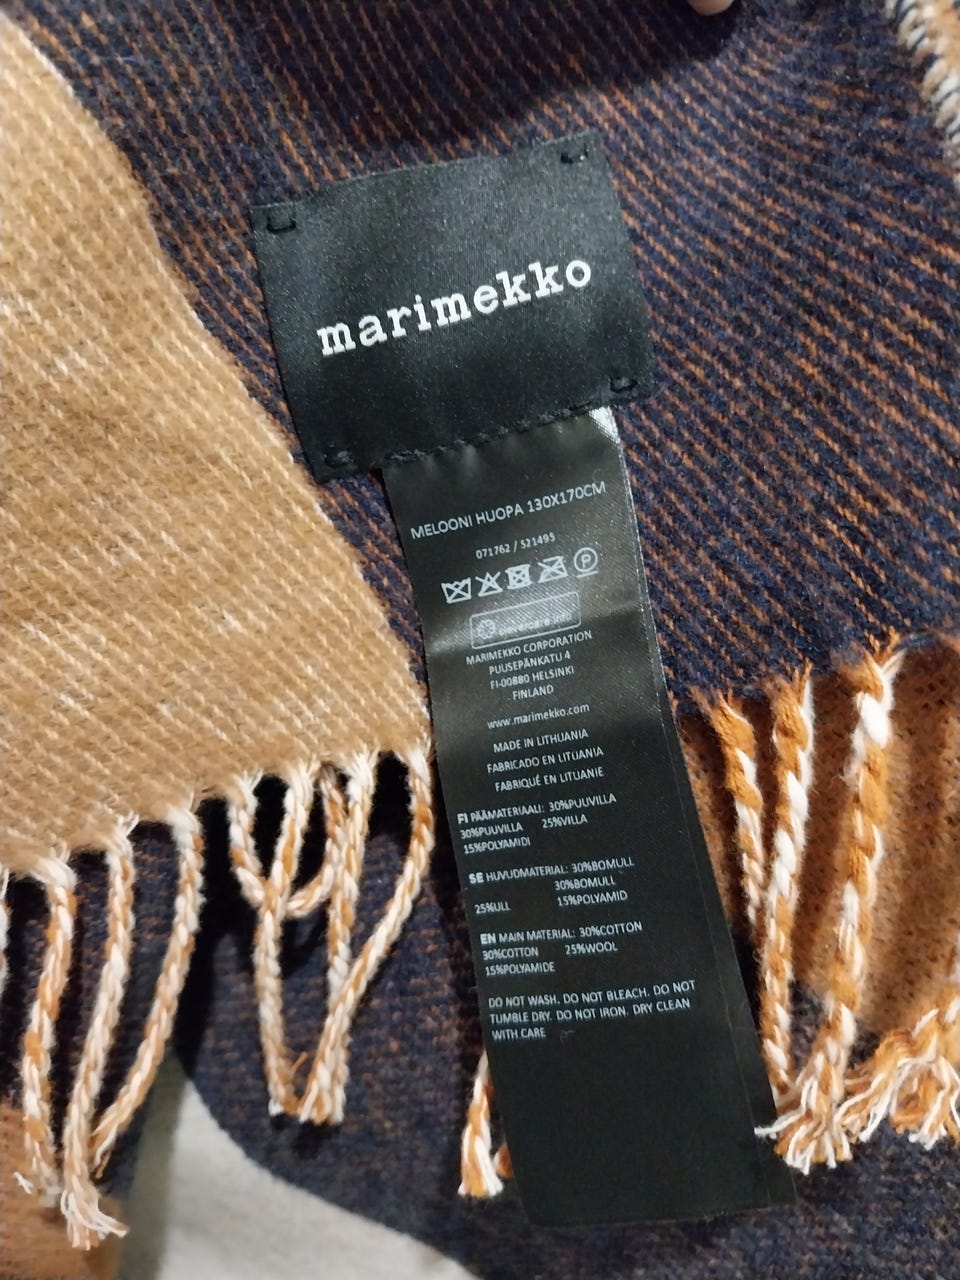 marimekko
MELOONI HUOPA 130X170CM
071762 / 521495
P
clevercare.info
MARIMEKKO CORPORATION
PUUSEPÄNKATU 4
FI-00880 HELSINKI
FINLAND
www.marimekko.com
MADE IN LITHUANIA
FABRICADO EN LITUANIA
FABRIQUÉ EN LITUANIE
FI PÄÄMATERIAALI: 30%PUUVILLA
30%PUUVILLA 25%VILLA
15%POLYAMIDI
SE HUVUDMATERIAL: 30%BOMULL
30%BOMULL
25%ULL 15%POLYAMID
EN MAIN MATERIAL: 30%COTTON
30%COTTON 25%WOOL
15%POLYAMIDE
DO NOT WASH. DO NOT BLEACH. DO NOT
TUMBLE DRY. DO NOT IRON. DRY CLEAN
WITH CARE